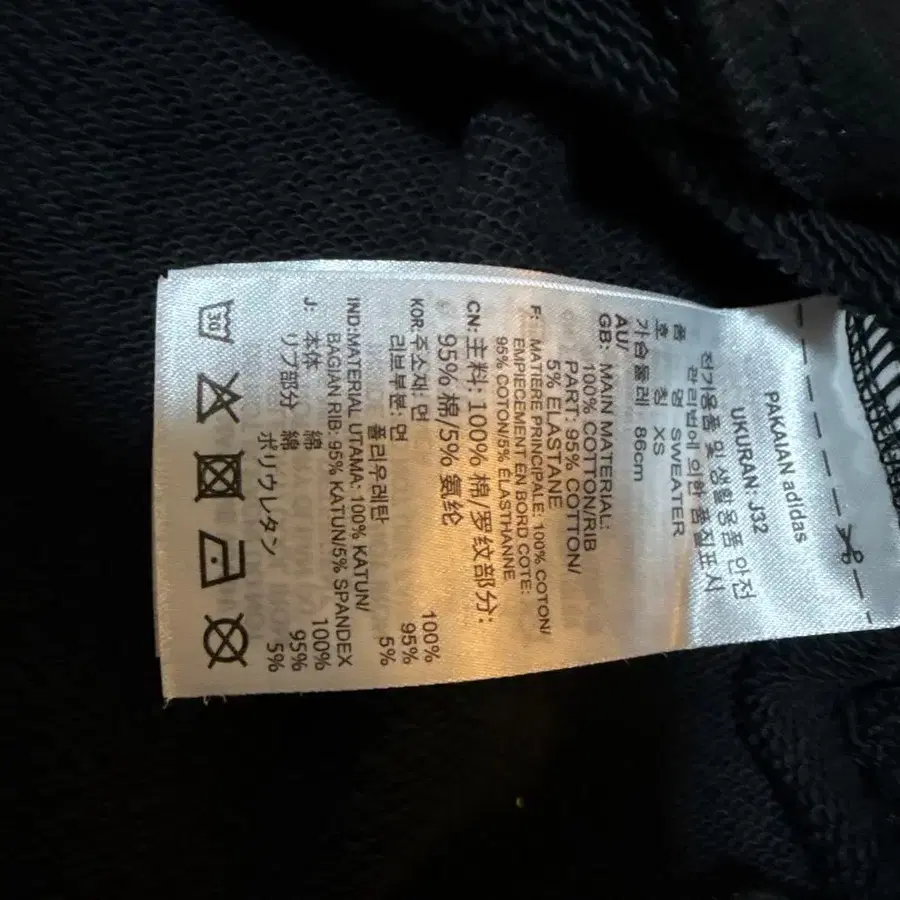 PAKAIAN adidas
UKURAN: J32
전기용품 및 생활용품 안전
관리법에 의한 품질표시
품 명 SWEATER
호 칭 XS
가슴둘레 86cm
AU/
GB: MAIN MATERIAL:
100% COTTON/RIB
PART: 95% COTTON/
5% ELASTANE
F: MATIÈRE PRINCIPALE: 100% COTON/
EMPIECEMENT EN BORD COTE:
95% COTON/5% ELASTHANNE
CN: 主料: 100% 棉/罗纹部分:
95% 棉/5% 氨纶
KOR: 주소재: 면 100%
리브부분: 면 95%
폴리우레탄 5%
IND: MATERIAL UTAMA: 100% KATUN/
BAGIAN RIB: 95% KATUN/5% SPANDEX
J: 本体 綿 100%
リブ部分 綿 95%
ポリウレタン 5%
30